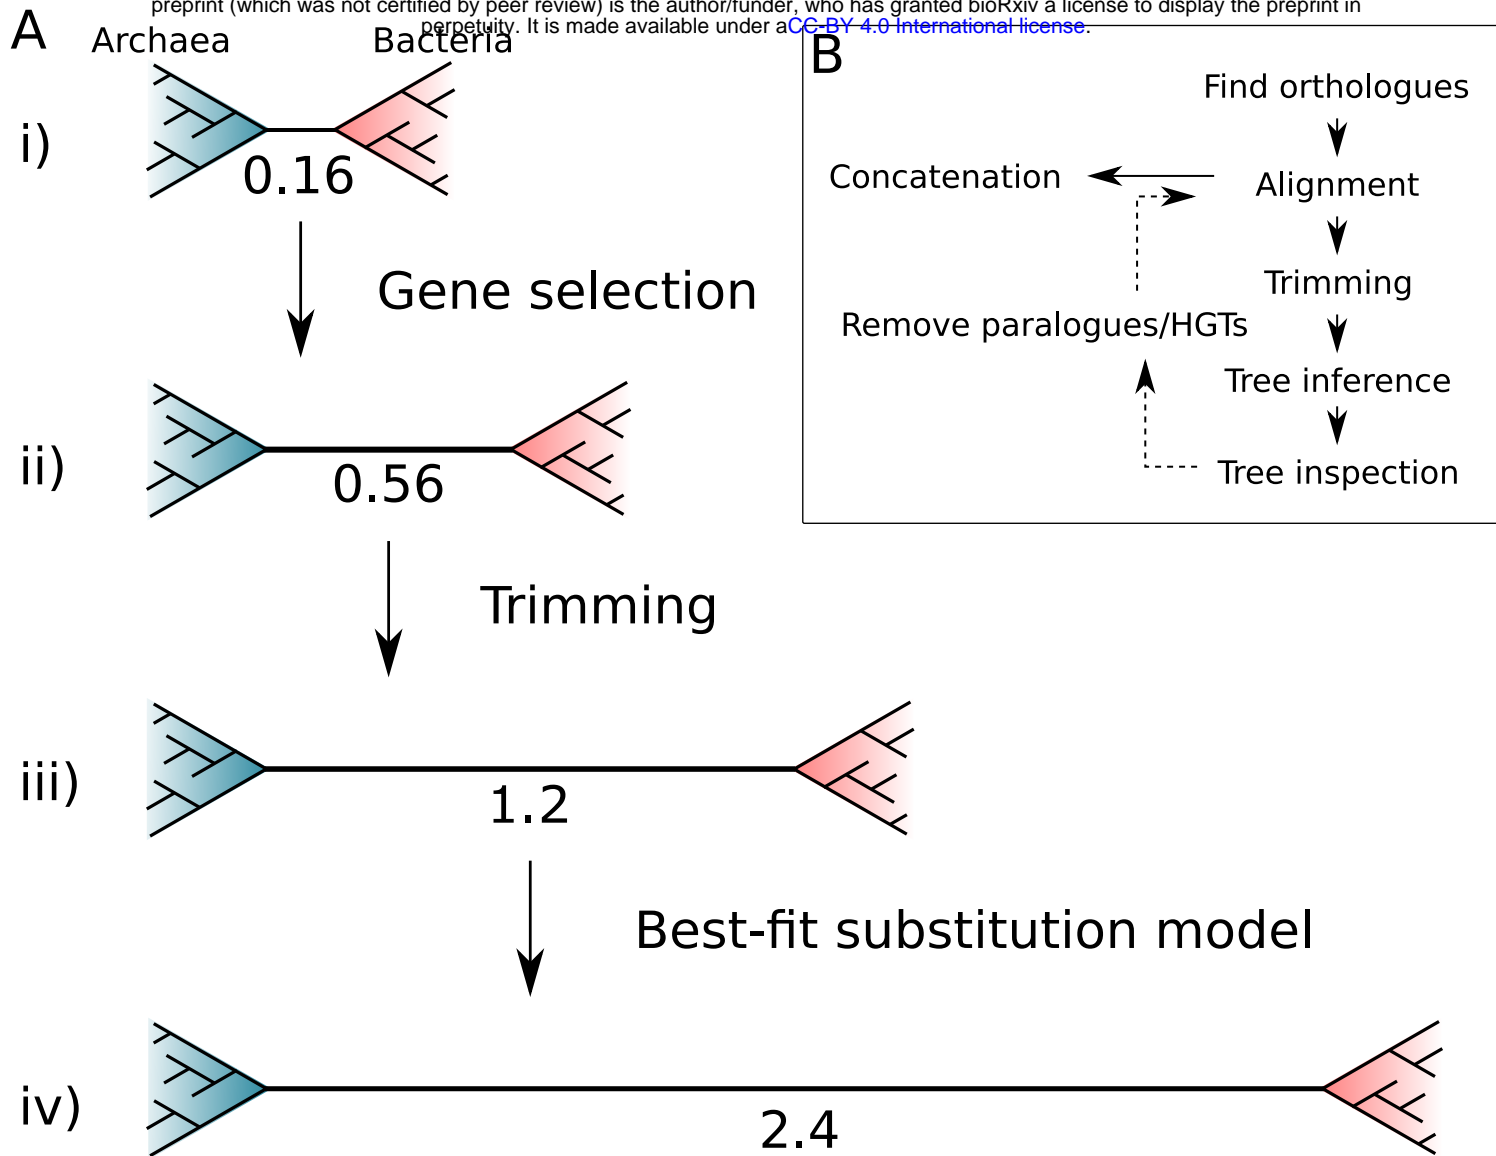 preprint (which was not certified by peer review) is the author/funder, who has granted bioRxiv a license to display the preprint in
perpetuity. It is made available under aCC-BY 4.0 International license.
A
Archaea
Bacteria
i)
0.16
Gene selection
ii)
0.56
Trimming
iii)
1.2
Best-fit substitution model
iv)
2.4
B
Find orthologues
Concatenation
Alignment
Trimming
Remove paralogues/HGTs
Tree inference
Tree inspection